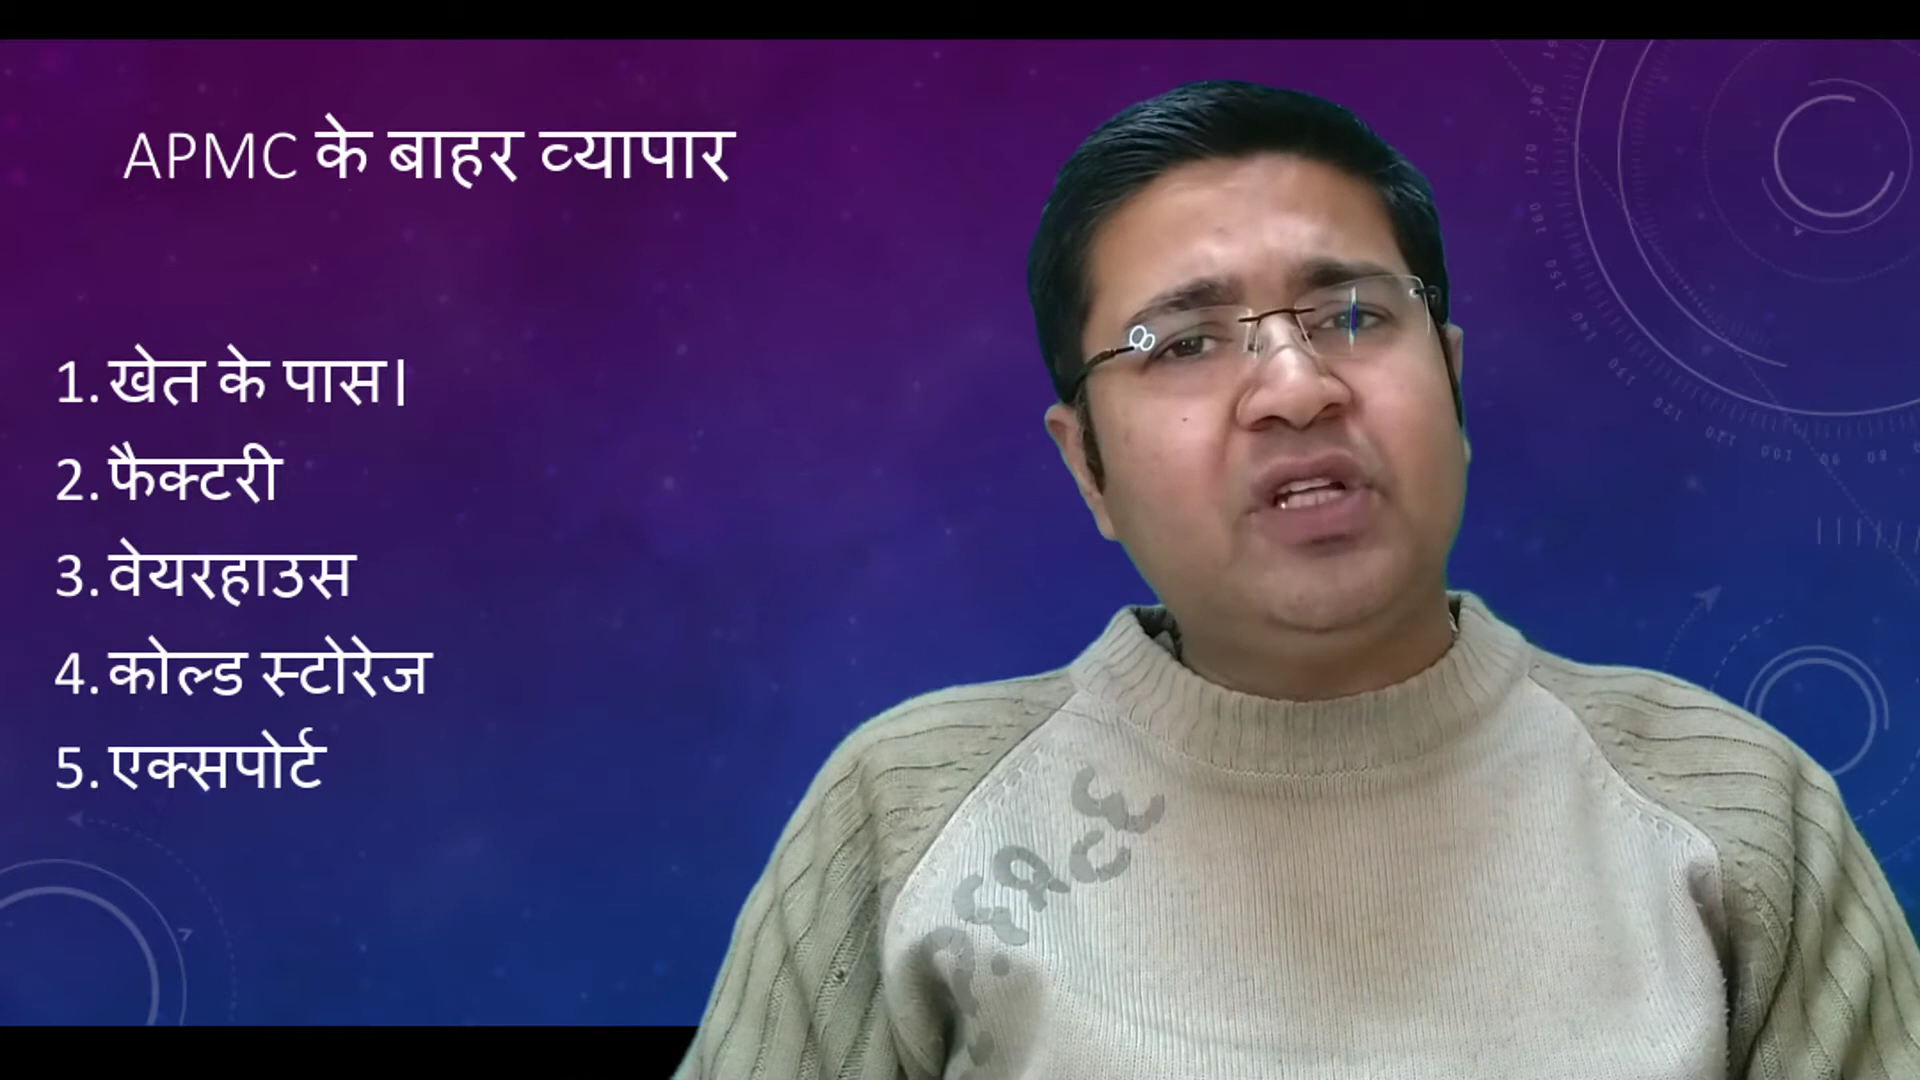 APMC के बाहर व्यापार
1. खेत के पास।
2. फैक्टरी
3. वेयरहाउस
4. कोल्ड स्टोरेज
5. एक्सपोर्ट